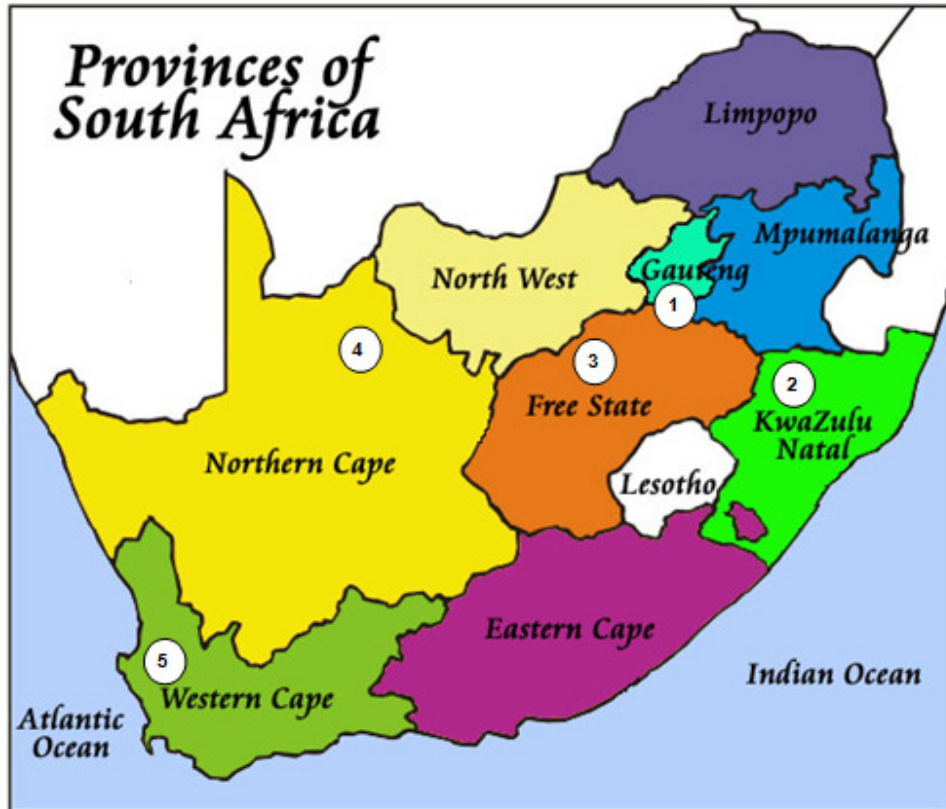 Provinces of
South Africa
Limpopo
Mpumalanga
Gauteng
North West
1
4
3
2
Free State
KwaZulu
Natal
Northern Cape
Lesotho
Eastern Cape
5
Western Cape
Indian Ocean
Atlantic
Ocean